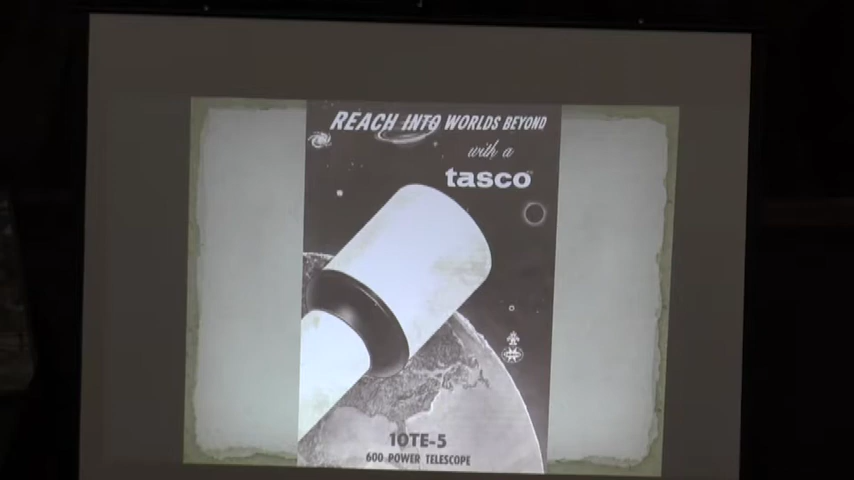 REACH INTO WORLDS BEYOND
with a
tasco
10TE-5
600 POWER TELESCOPE